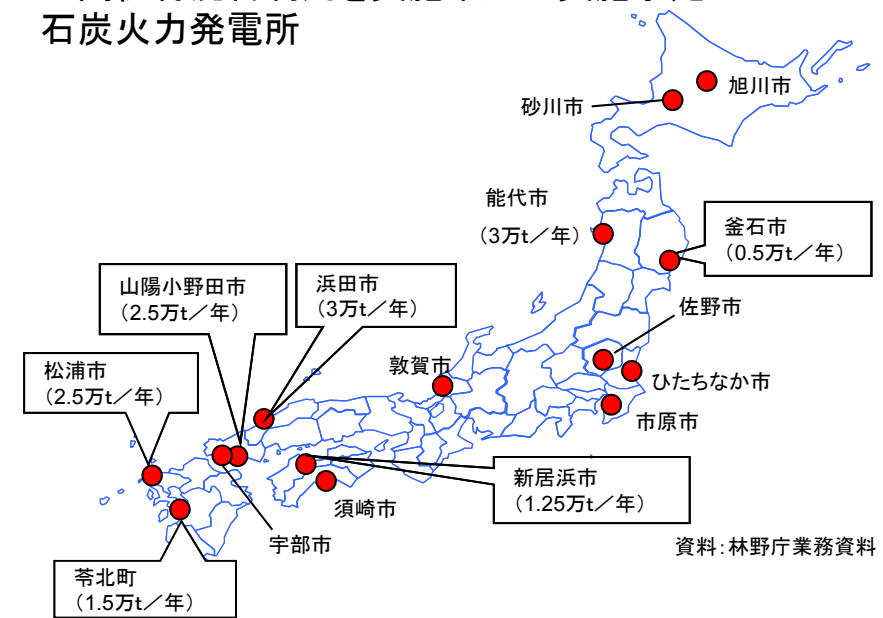 石炭火力発電所
旭川市
砂川市
能代市
（3万t／年）
釜石市
（0.5万t／年）
山陽小野田市
（2.5万t／年）
浜田市
（3万t／年）
佐野市
松浦市
（2.5万t／年）
敦賀市
ひたちなか市
市原市
新居浜市
（1.25万t／年）
須崎市
宇部市
資料：林野庁業務資料
苓北町
（1.5万t／年）